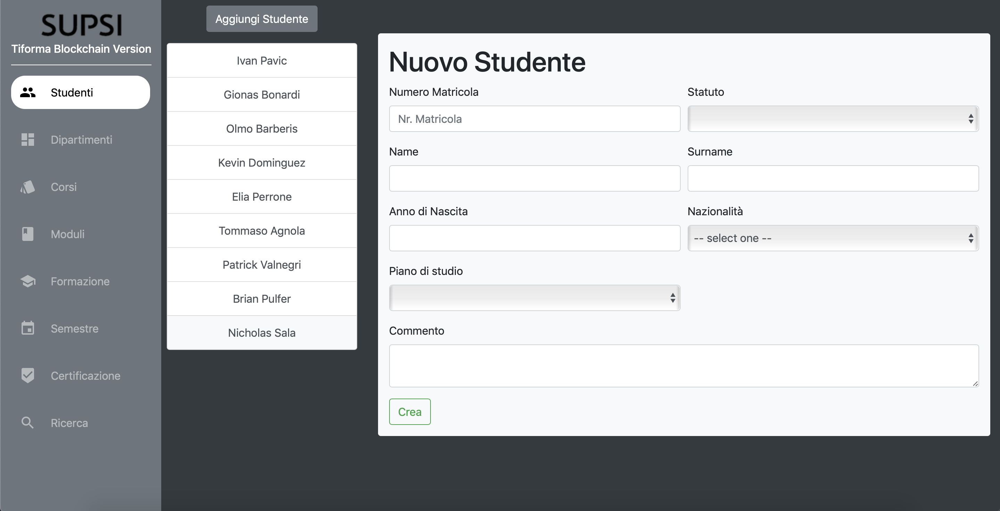 SUPSI
Tiforma Blockchain Version
Studenti
Dipartimenti
Corsi
Moduli
Formazione
Semestre
Certificazione
Ricerca
Aggiungi Studente
Ivan Pavic
Gionas Bonardi
Olmo Barberis
Kevin Dominguez
Elia Perrone
Tommaso Agnola
Patrick Valnegri
Brian Pulfer
Nicholas Sala
Nuovo Studente
Numero Matricola
Nr. Matricola
Statuto
Name
Surname
Anno di Nascita
Nazionalità
-- select one --
Piano di studio
Commento
Crea